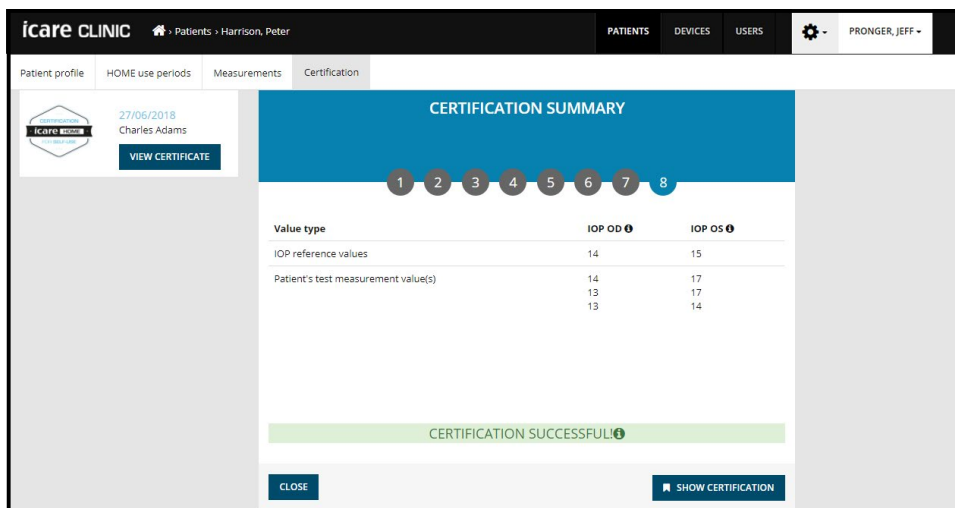 icare CLINIC
› Patients › Harrison, Peter
PATIENTS
DEVICES
USERS
PRONGER, JEFF
Patient profile
HOME use periods
Measurements
Certification
CERTIFICATION
icare HOME
FOR SELF-USE
27/06/2018
Charles Adams
VIEW CERTIFICATE
CERTIFICATION SUMMARY
1 2 3 4 5 6 7 8
Value type IOP OD IOP OS
IOP reference values 14 15
Patient's test measurement value(s) 14 17
13 17
13 14
CERTIFICATION SUCCESSFUL!
CLOSE
SHOW CERTIFICATION